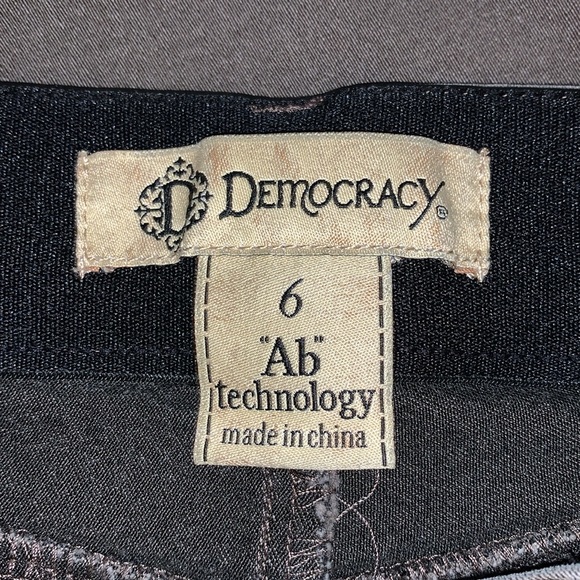 D DEMOCRACY®
6
"Ab"
technology
made in china